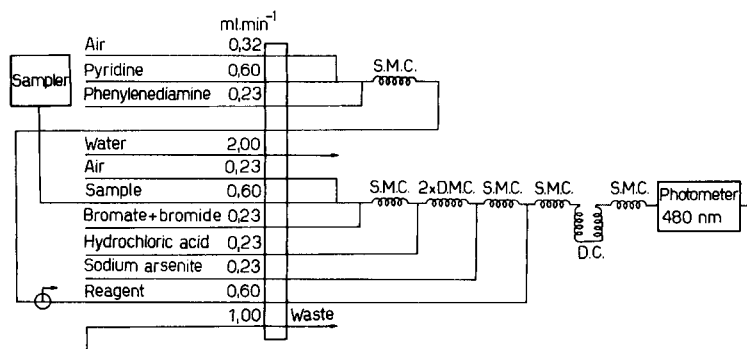 ml.min⁻¹
Air 0,32
Sampler
Pyridine 0,60
S.M.C.
Phenylenediamine 0,23
Water 2,00
Air 0,23
Sample 0,60
S.M.C. 2xD.M.C. S.M.C. S.M.C. S.M.C.
Photometer
480 nm
Bromate+bromide 0,23
Hydrochloric acid 0,23
D.C.
Sodium arsenite 0,23
Reagent 0,60
1,00 Waste